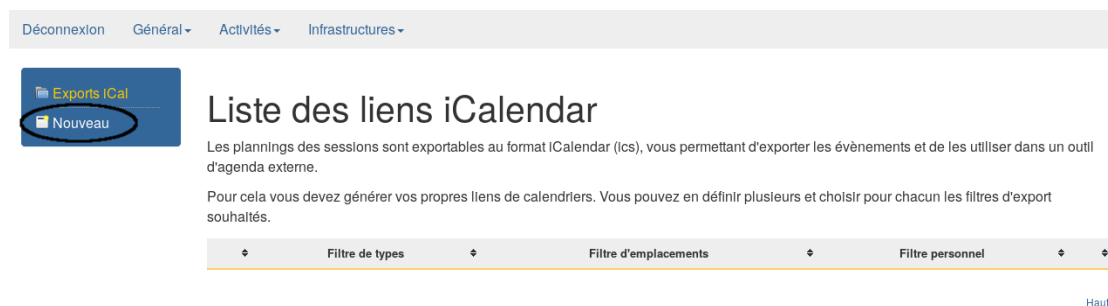 Déconnexion Général Activités Infrastructures
Exports iCal
Nouveau
Liste des liens iCalendar
Les plannings des sessions sont exportables au format iCalendar (ics), vous permettant d'exporter les évènements et de les utiliser dans un outil
d'agenda externe.
Pour cela vous devez générer vos propres liens de calendriers. Vous pouvez en définir plusieurs et choisir pour chacun les filtres d'export
souhaités.
Filtre de types Filtre d'emplacements Filtre personnel
Haut